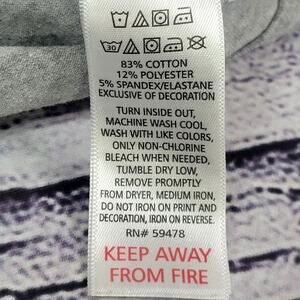 30
83% COTTON
12% POLYESTER
5% SPANDEX/ELASTANE
EXCLUSIVE OF DECORATION
TURN INSIDE OUT,
MACHINE WASH COOL,
WASH WITH LIKE COLORS,
ONLY NON-CHLORINE
BLEACH WHEN NEEDED,
TUMBLE DRY LOW,
REMOVE PROMPTLY
FROM DRYER, MEDIUM IRON,
DO NOT IRON ON PRINT AND
DECORATION, IRON ON REVERSE.
RN# 59478
KEEP AWAY
FROM FIRE